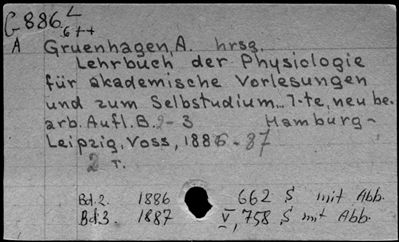 G 886 L
6++
A Gruenhagen, A. hrsg.
Lehrbuch der Physiologie
für akademische Vorlesungen
und zum Selbstudium... 7-te, neu be.
arb. Aufl. B. 2-3 Hamburg-
Leipzig, Voss, 1886-87
2 T.
Bd. 2. 1886 662 S mit Abb.
Bd. 3. 1887 V, 758 S mit Abb.